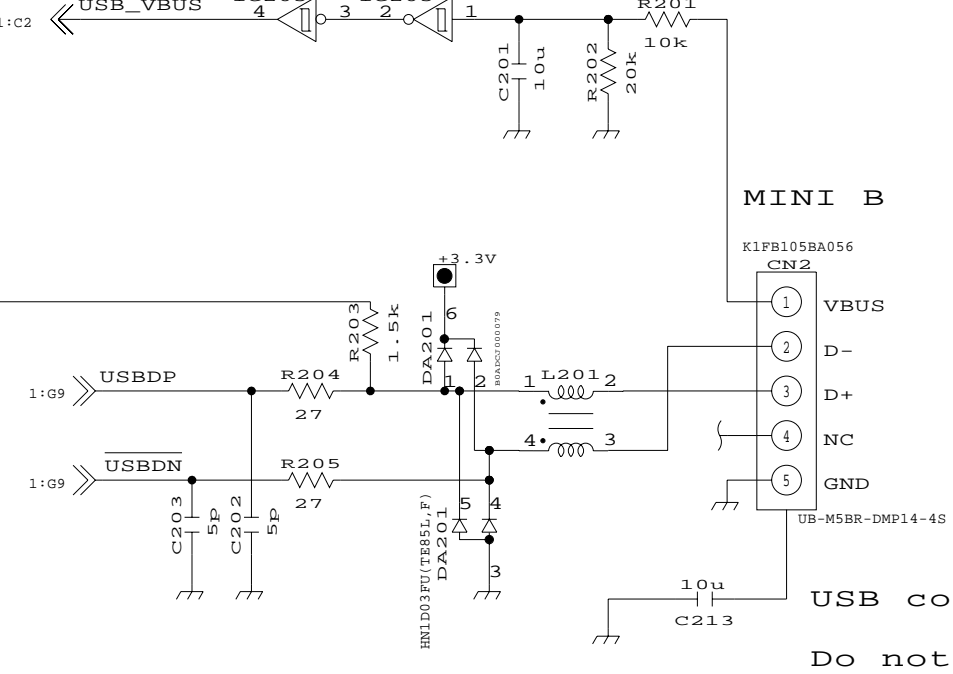 USB_VBUS
1:C2
4
3
2
1
R201
10k
C201
10u
R202
20k
MINI B
K1FB105BA056
CN2
+3.3V
6
1
VBUS
R203
1.5k
DA201
B0ADCJ000079
2
D-
USBDP
1:G9
R204
27
1
2
1
L201
2
3
D+
4
3
4
NC
USBDN
1:G9
R205
27
5
GND
C203
5p
C202
5p
5
4
HN1D03FU(TE85L,F)
DA201
UB-M5BR-DMP14-4S
3
10u
C213
USB co
Do not